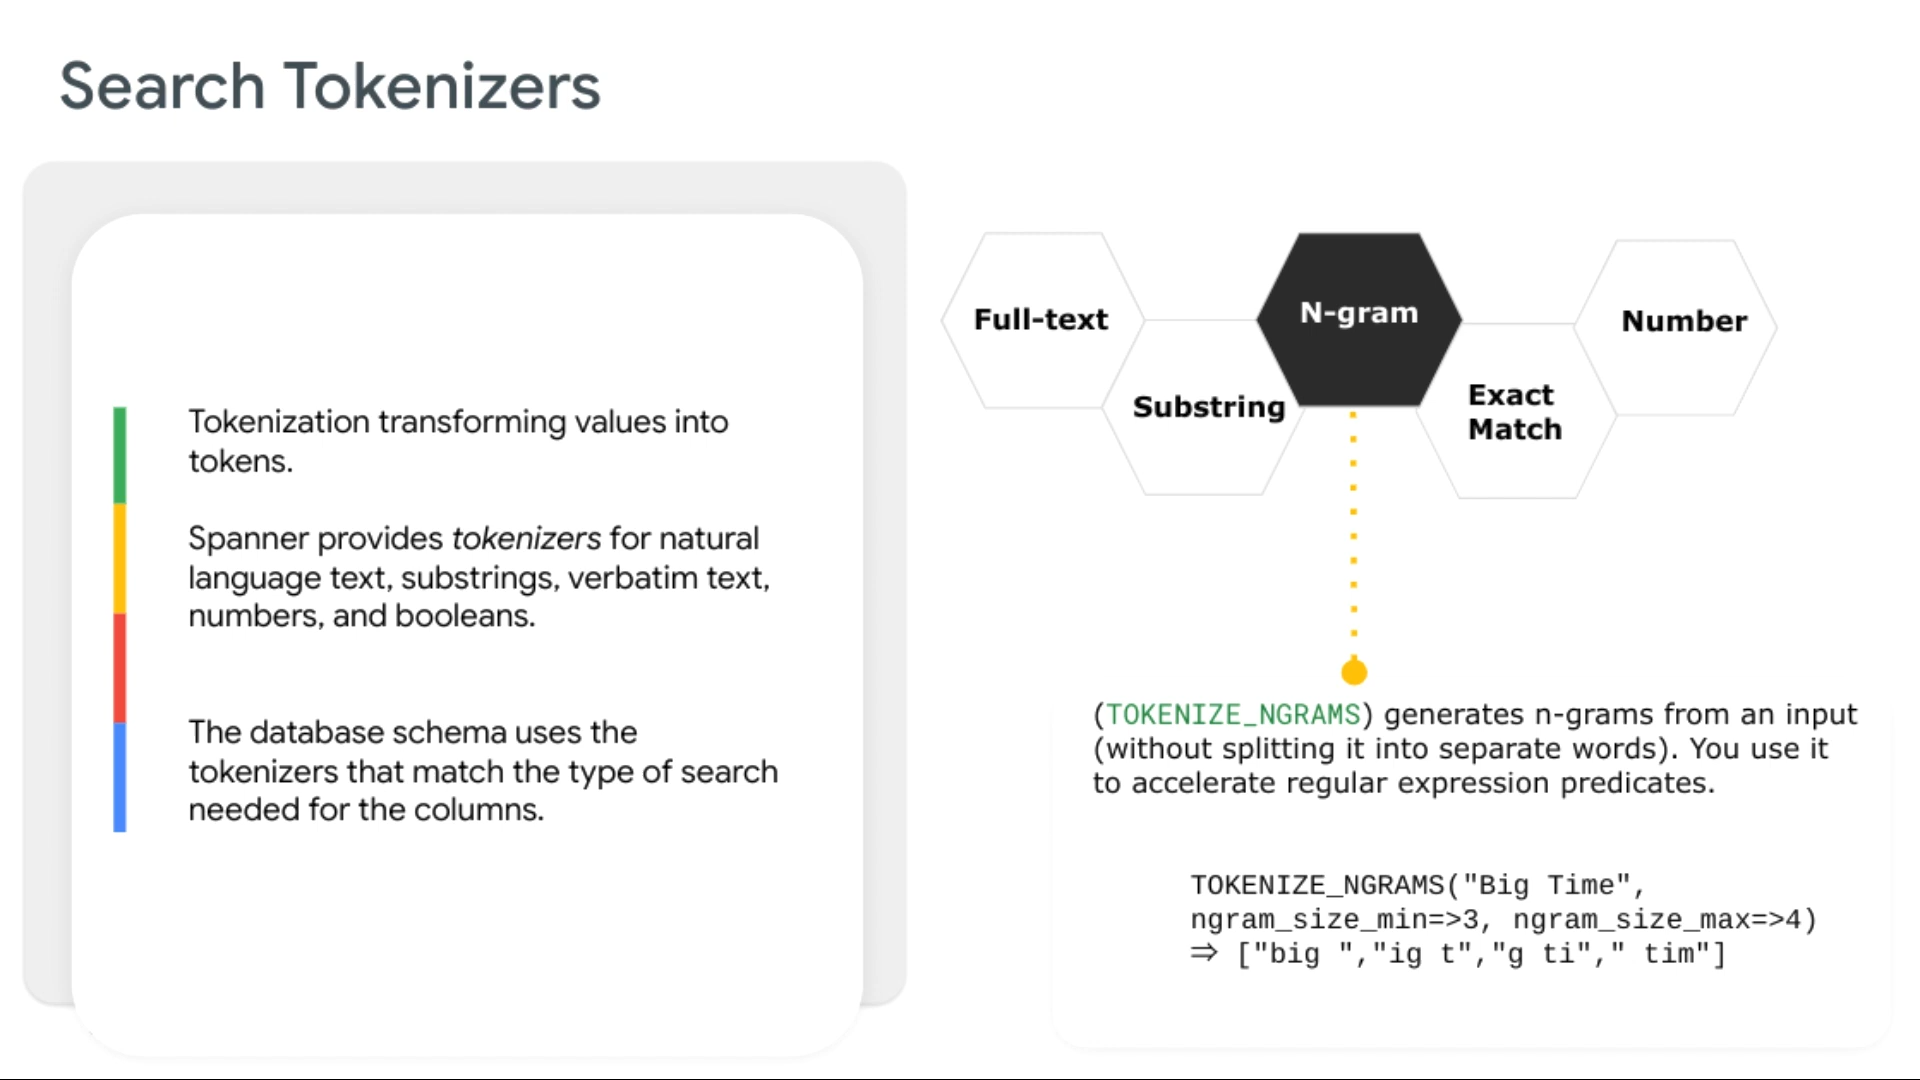 Search Tokenizers
Tokenization transforming values into
tokens.
Spanner provides tokenizers for natural
language text, substrings, verbatim text,
numbers, and booleans.
The database schema uses the
tokenizers that match the type of search
needed for the columns.
Full-text
Substring
N-gram
Exact
Match
Number
(TOKENIZE_NGRAMS) generates n-grams from an input
(without splitting it into separate words). You use it
to accelerate regular expression predicates.
TOKENIZE_NGRAMS("Big Time",
ngram_size_min=>3, ngram_size_max=>4)
⇒ ["big ","ig t","g ti"," tim"]